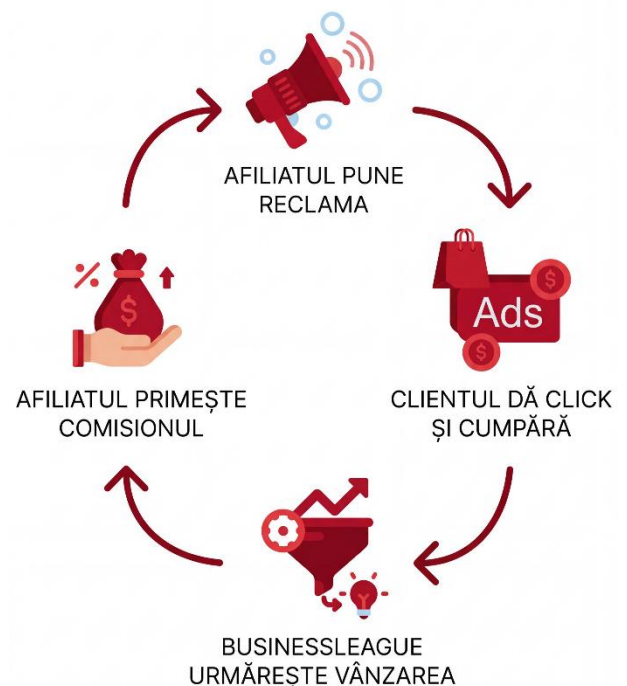 AFILIATUL PUNE
RECLAMA
%
$
AFILIATUL PRIMEȘTE
COMISIONUL
Ads
$
$
CLIENTUL DĂ CLICK
ȘI CUMPĂRĂ
BUSINESSLEAGUE
URMĂREȘTE VÂNZAREA